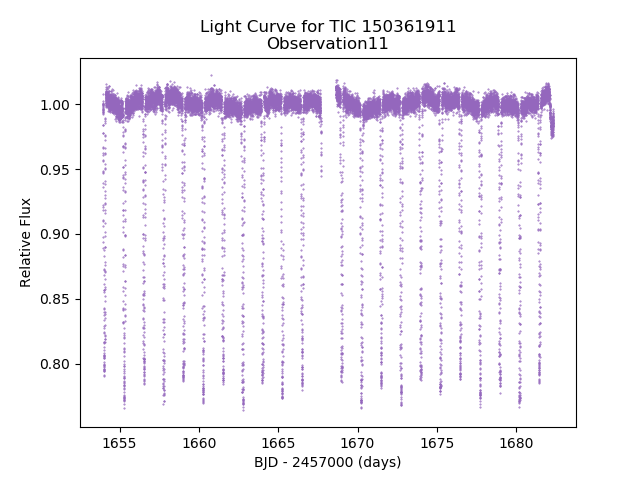 Light Curve for TIC 150361911
Observation11
Relative Flux
1.00
0.95
0.90
0.85
0.80
1655
1660
1665
1670
1675
1680
BJD - 2457000 (days)